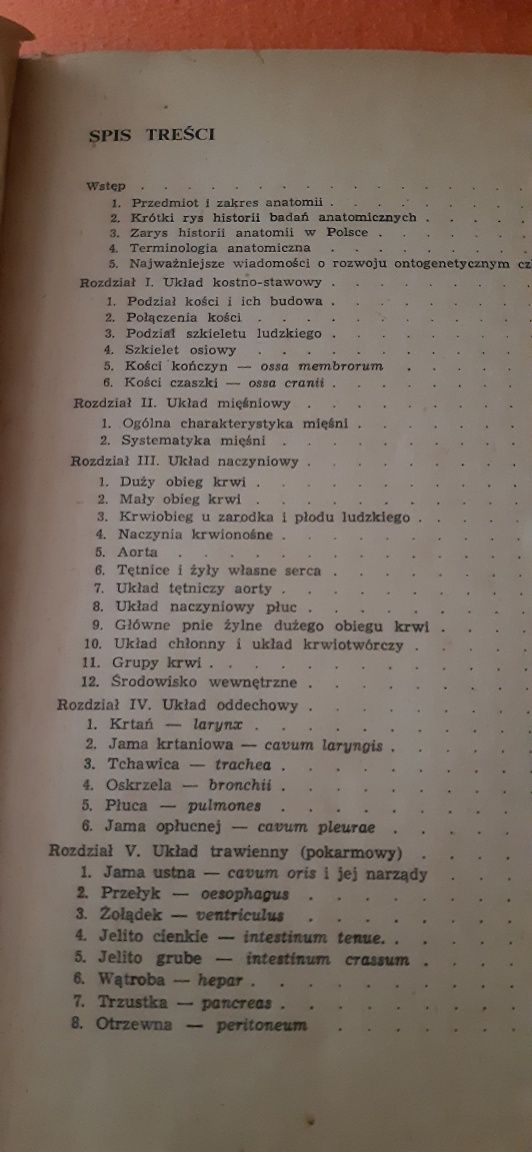 SPIS TREŚCI
Wstęp . . . . . . . . . . . . . . . . .
1. Przedmiot i zakres anatomii . . . . . . . .
2. Krótki rys historii badań anatomicznych . . . . .
3. Zarys historii anatomii w Polsce . . . . . . .
4. Terminologia anatomiczna . . . . . . . .
5. Najważniejsze wiadomości o rozwoju ontogenetycznym
Rozdział I. Układ kostno-stawowy . . . . . . . . .
1. Podział kości i ich budowa . . . . . . . .
2. Połączenia kości . . . . . . . . . . .
3. Podział szkieletu ludzkiego . . . . . . . .
4. Szkielet osiowy . . . . . . . . . . .
5. Kości kończyn — ossa membrorum . . . . .
6. Kości czaszki — ossa cranii . . . . . . . .
Rozdział II. Układ mięśniowy . . . . . . . . .
1. Ogólna charakterystyka mięśni . . . . . . .
2. Systematyka mięśni . . . . . . . . . .
Rozdział III. Układ naczyniowy . . . . . . . . .
1. Duży obieg krwi . . . . . . . . . . .
2. Mały obieg krwi . . . . . . . . . . .
3. Krwiobieg u zarodka i płodu ludzkiego . . . . .
4. Naczynia krwionośne . . . . . . . . . .
5. Aorta . . . . . . . . . . . . .
6. Tętnice i żyły własne serca . . . . . . . .
7. Układ tętniczy aorty . . . . . . . . . .
8. Układ naczyniowy płuc . . . . . . . . .
9. Główne pnie żylne dużego obiegu krwi . . . .
10. Układ chłonny i układ krwiotwórczy . . . . .
11. Grupy krwi . . . . . . . . . . . .
12. Środowisko wewnętrzne . . . . . . . . .
Rozdział IV. Układ oddechowy . . . . . . . . .
1. Krtań — larynx . . . . . . . . . . .
2. Jama krtaniowa — cavum laryngis . . . . . .
3. Tchawica — trachea . . . . . . . . . .
4. Oskrzela — bronchii . . . . . . . . . .
5. Płuca — pulmones . . . . . . . . .
6. Jama opłucnej — cavum pleurae . . . . .
Rozdział V. Układ trawienny (pokarmowy) . . . .
1. Jama ustna — cavum oris i jej narządy . . .
2. Przełyk — oesophagus . . . . . . . .
3. Żołądek — ventriculus . . . . . . . .
4. Jelito cienkie — intestinum tenue. . . . . .
5. Jelito grube — intestinum crassum . . . .
6. Wątroba — hepar . . . . . . . . . .
7. Trzustka — pancreas . . . . . . . . .
8. Otrzewna — peritoneum . . . . . . .